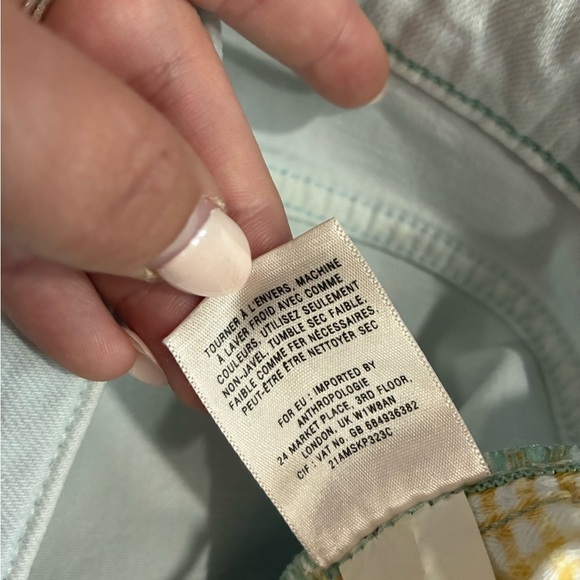 TOURNER À L'ENVERS, MACHINE
À LAVER FROID AVEC COMME
COULEURS, UTILISEZ SEULEMENT
NON-JAVEL, TUMBLE SEC FAIBLE,
FAIBLE COMME FER NÉCESSAIRES,
PEUT-ÊTRE ÊTRE NETTOYÉR SEC
FOR EU : IMPORTED BY
ANTHROPOLOGIE
24 MARKET PLACE, 3RD FLOOR,
LONDON, UK W1W8AN
CIF : VAT No. GB 684936382
21AMSKP323C